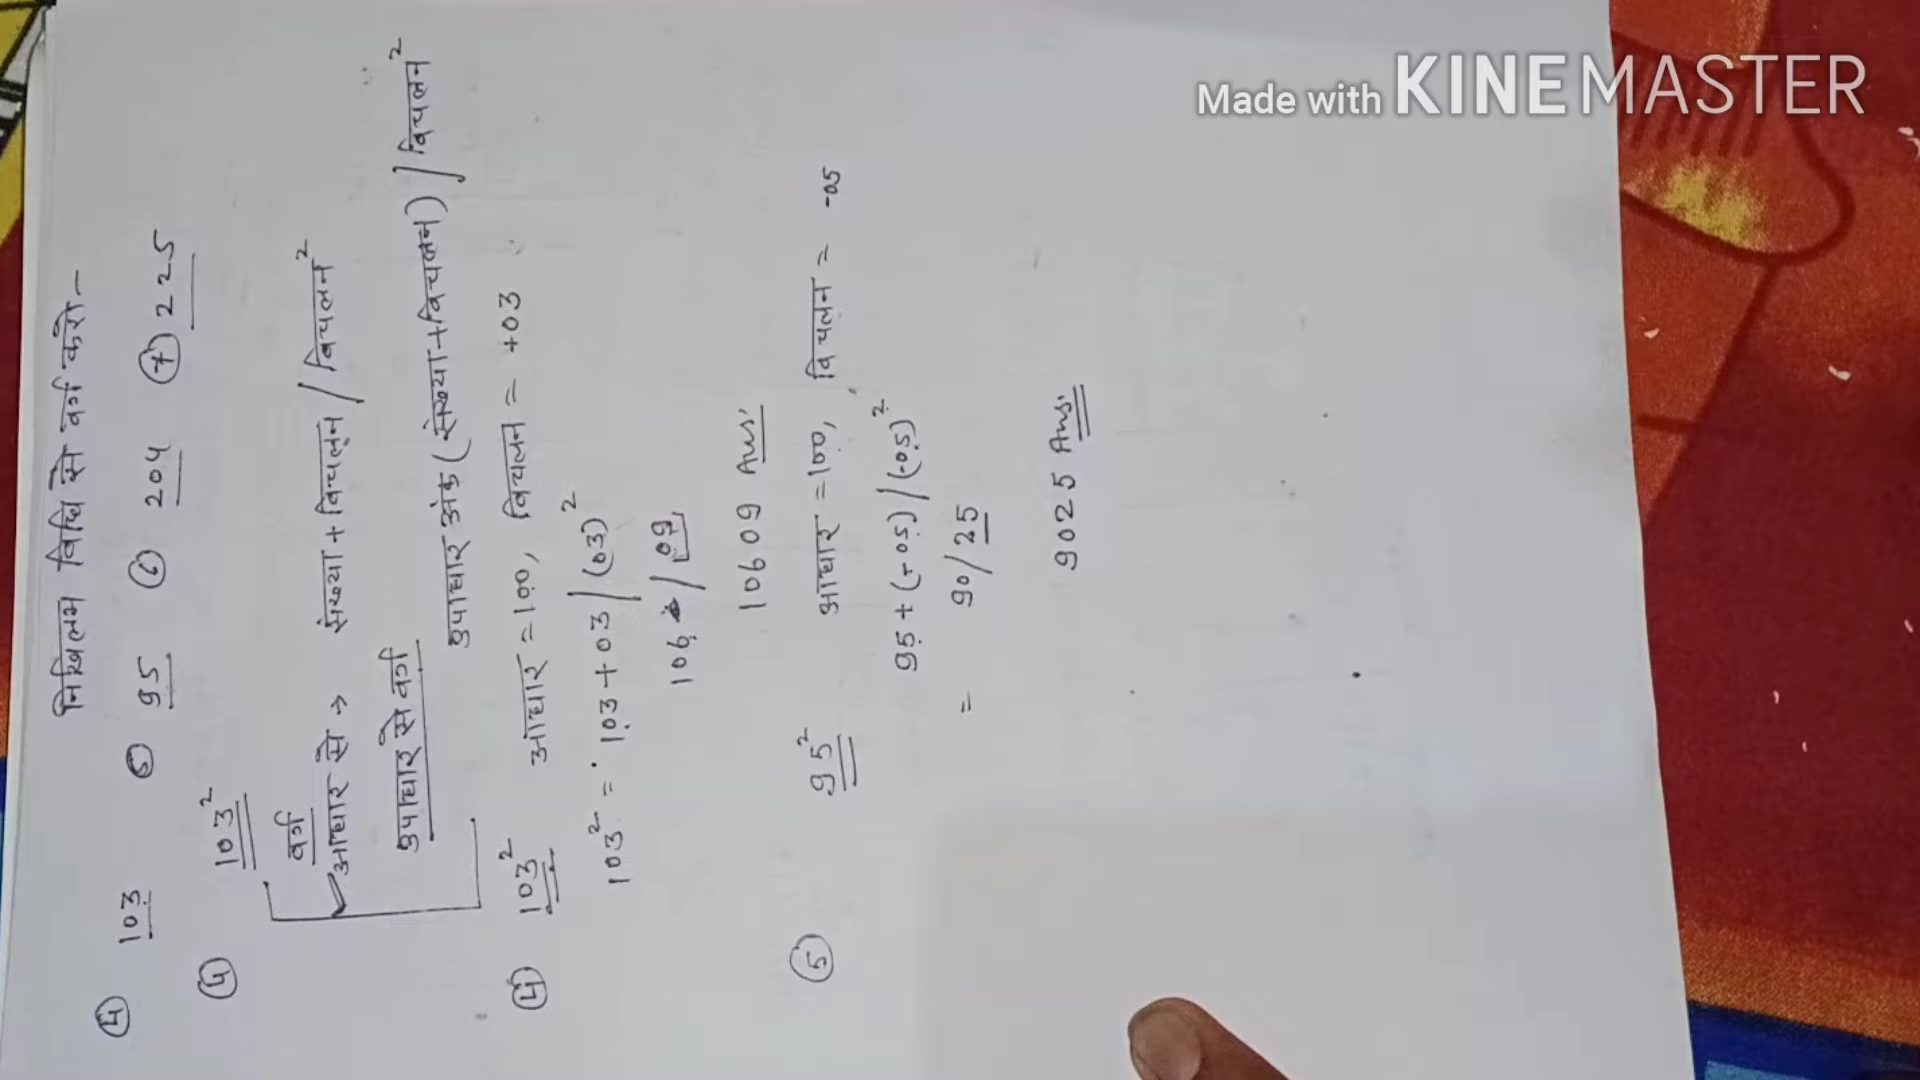 निखिलम विधि से वर्ग करो–
④ 103 ⑤ 95 ⑥ 204 ⑦ 225
④ 103²
वर्ग
आधार से → संख्या+विचलन / विचलन²
उपाधार से वर्ग
उपाधार अंक (संख्या+विचलन) / विचलन²
④ 103² आधार = 100, विचलन = +03
103² = 103+03 / (03)²
106 / 09
10609 Ans.
⑤ 95² आधार = 100, विचलन = -05
95+(-05) / (-05)²
= 90/25
9025 Ans.
Made with KINEMASTER